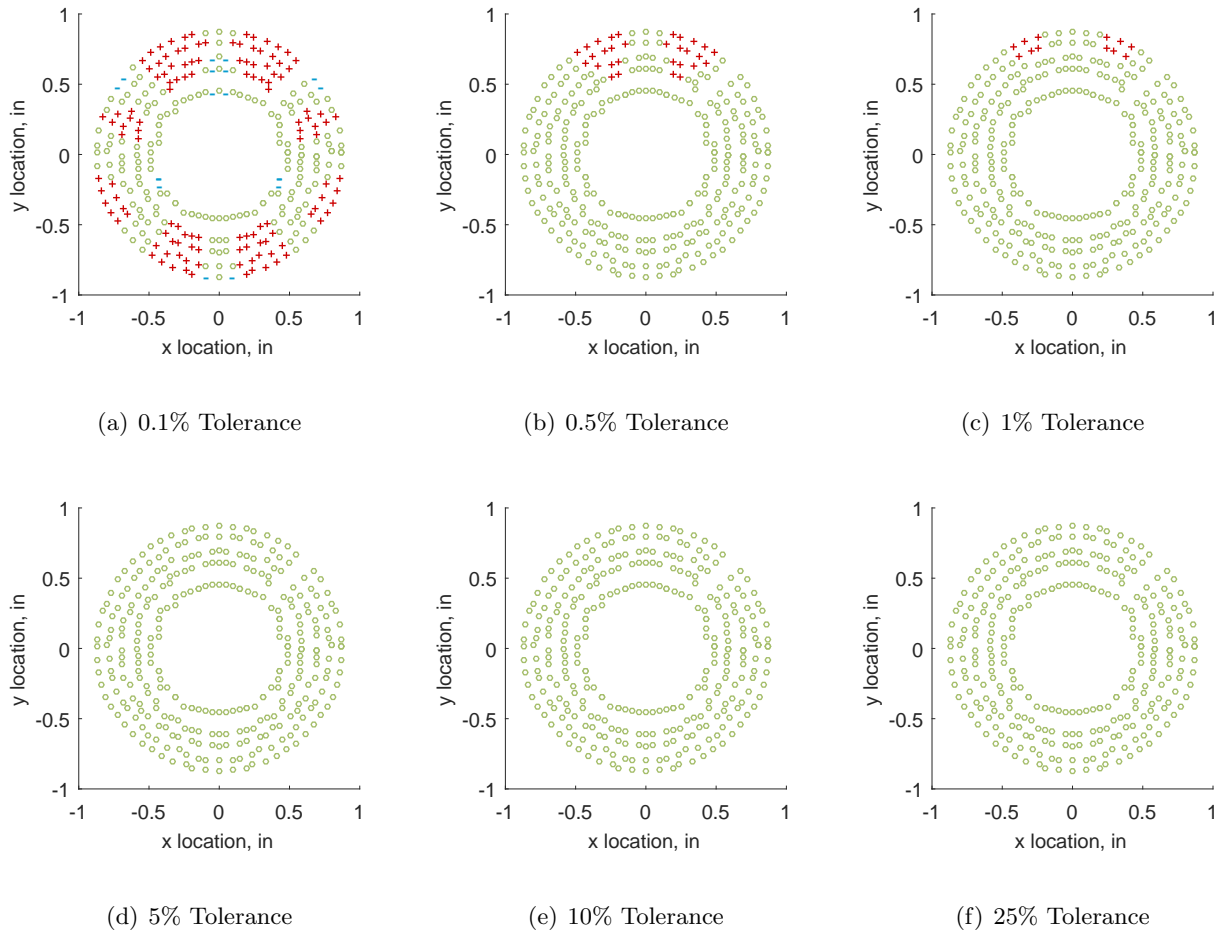 1
0.5
0
-0.5
-1
y location, in
-1 -0.5 0 0.5 1
x location, in
(a) 0.1% Tolerance
1
0.5
0
-0.5
-1
y location, in
-1 -0.5 0 0.5 1
x location, in
(b) 0.5% Tolerance
1
0.5
0
-0.5
-1
y location, in
-1 -0.5 0 0.5 1
x location, in
(c) 1% Tolerance
1
0.5
0
-0.5
-1
y location, in
-1 -0.5 0 0.5 1
x location, in
(d) 5% Tolerance
1
0.5
0
-0.5
-1
y location, in
-1 -0.5 0 0.5 1
x location, in
(e) 10% Tolerance
1
0.5
0
-0.5
-1
y location, in
-1 -0.5 0 0.5 1
x location, in
(f) 25% Tolerance